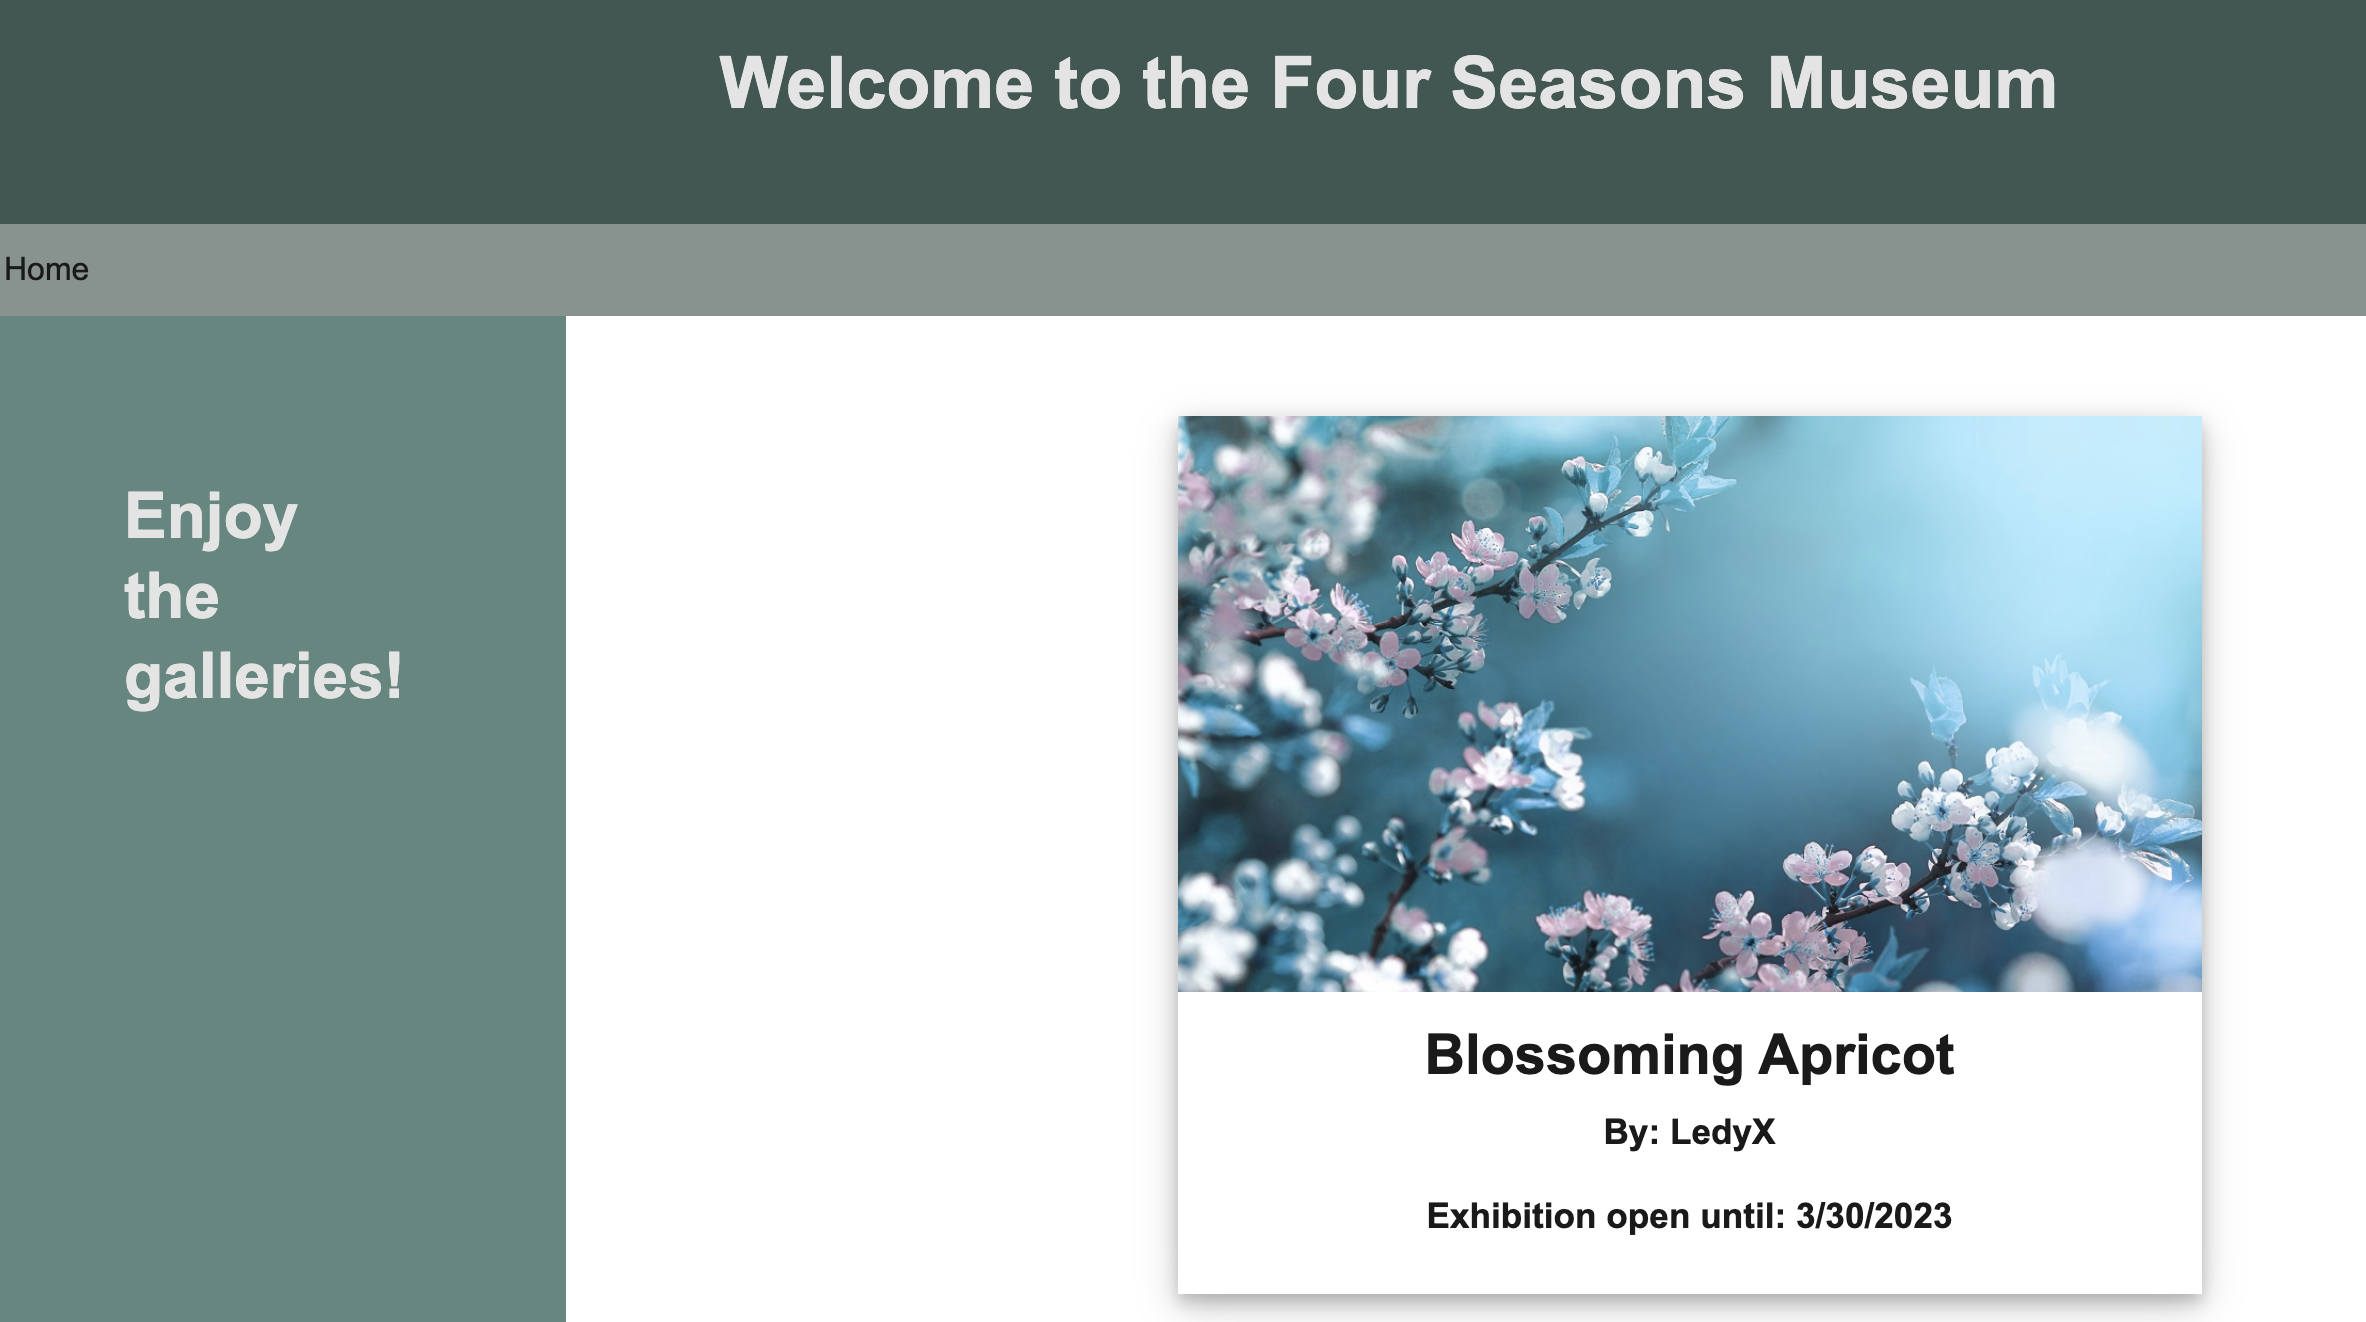 Welcome to the Four Seasons Museum
Home
Enjoy
the
galleries!
Blossoming Apricot
By: LedyX
Exhibition open until: 3/30/2023